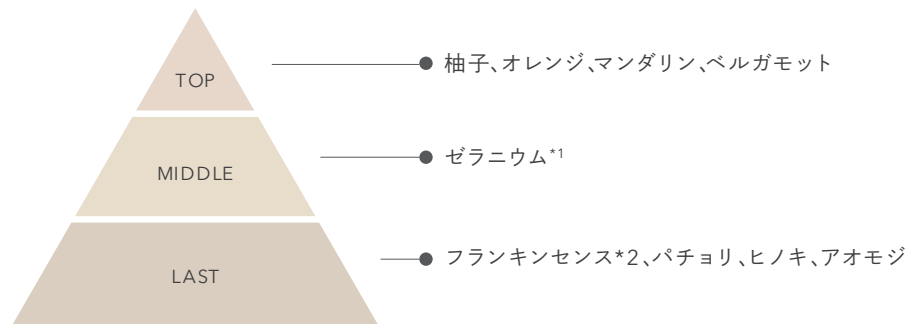 TOP
柚子、オレンジ、マンダリン、ベルガモット
MIDDLE
ゼラニウム*1
LAST
フランキンセンス*2、パチョリ、ヒノキ、アオモジ